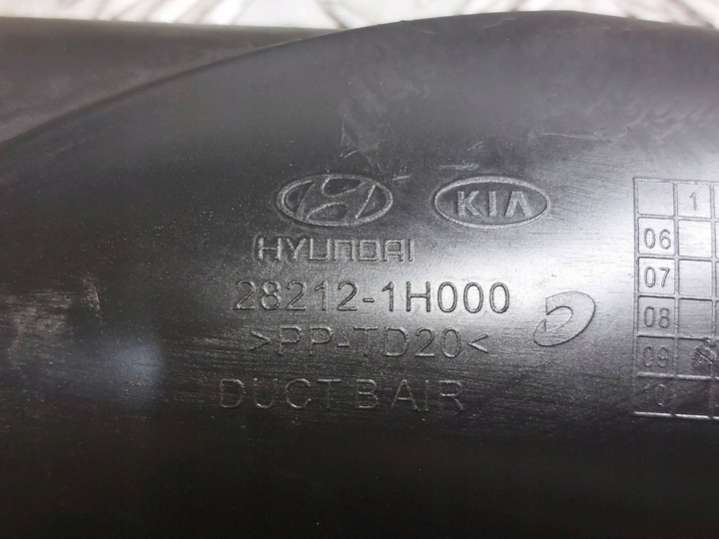 KIA
HYUNDAI
28212-1H000
>PP-TD20<
DUCT B AIR
1
06
07
08
09
10